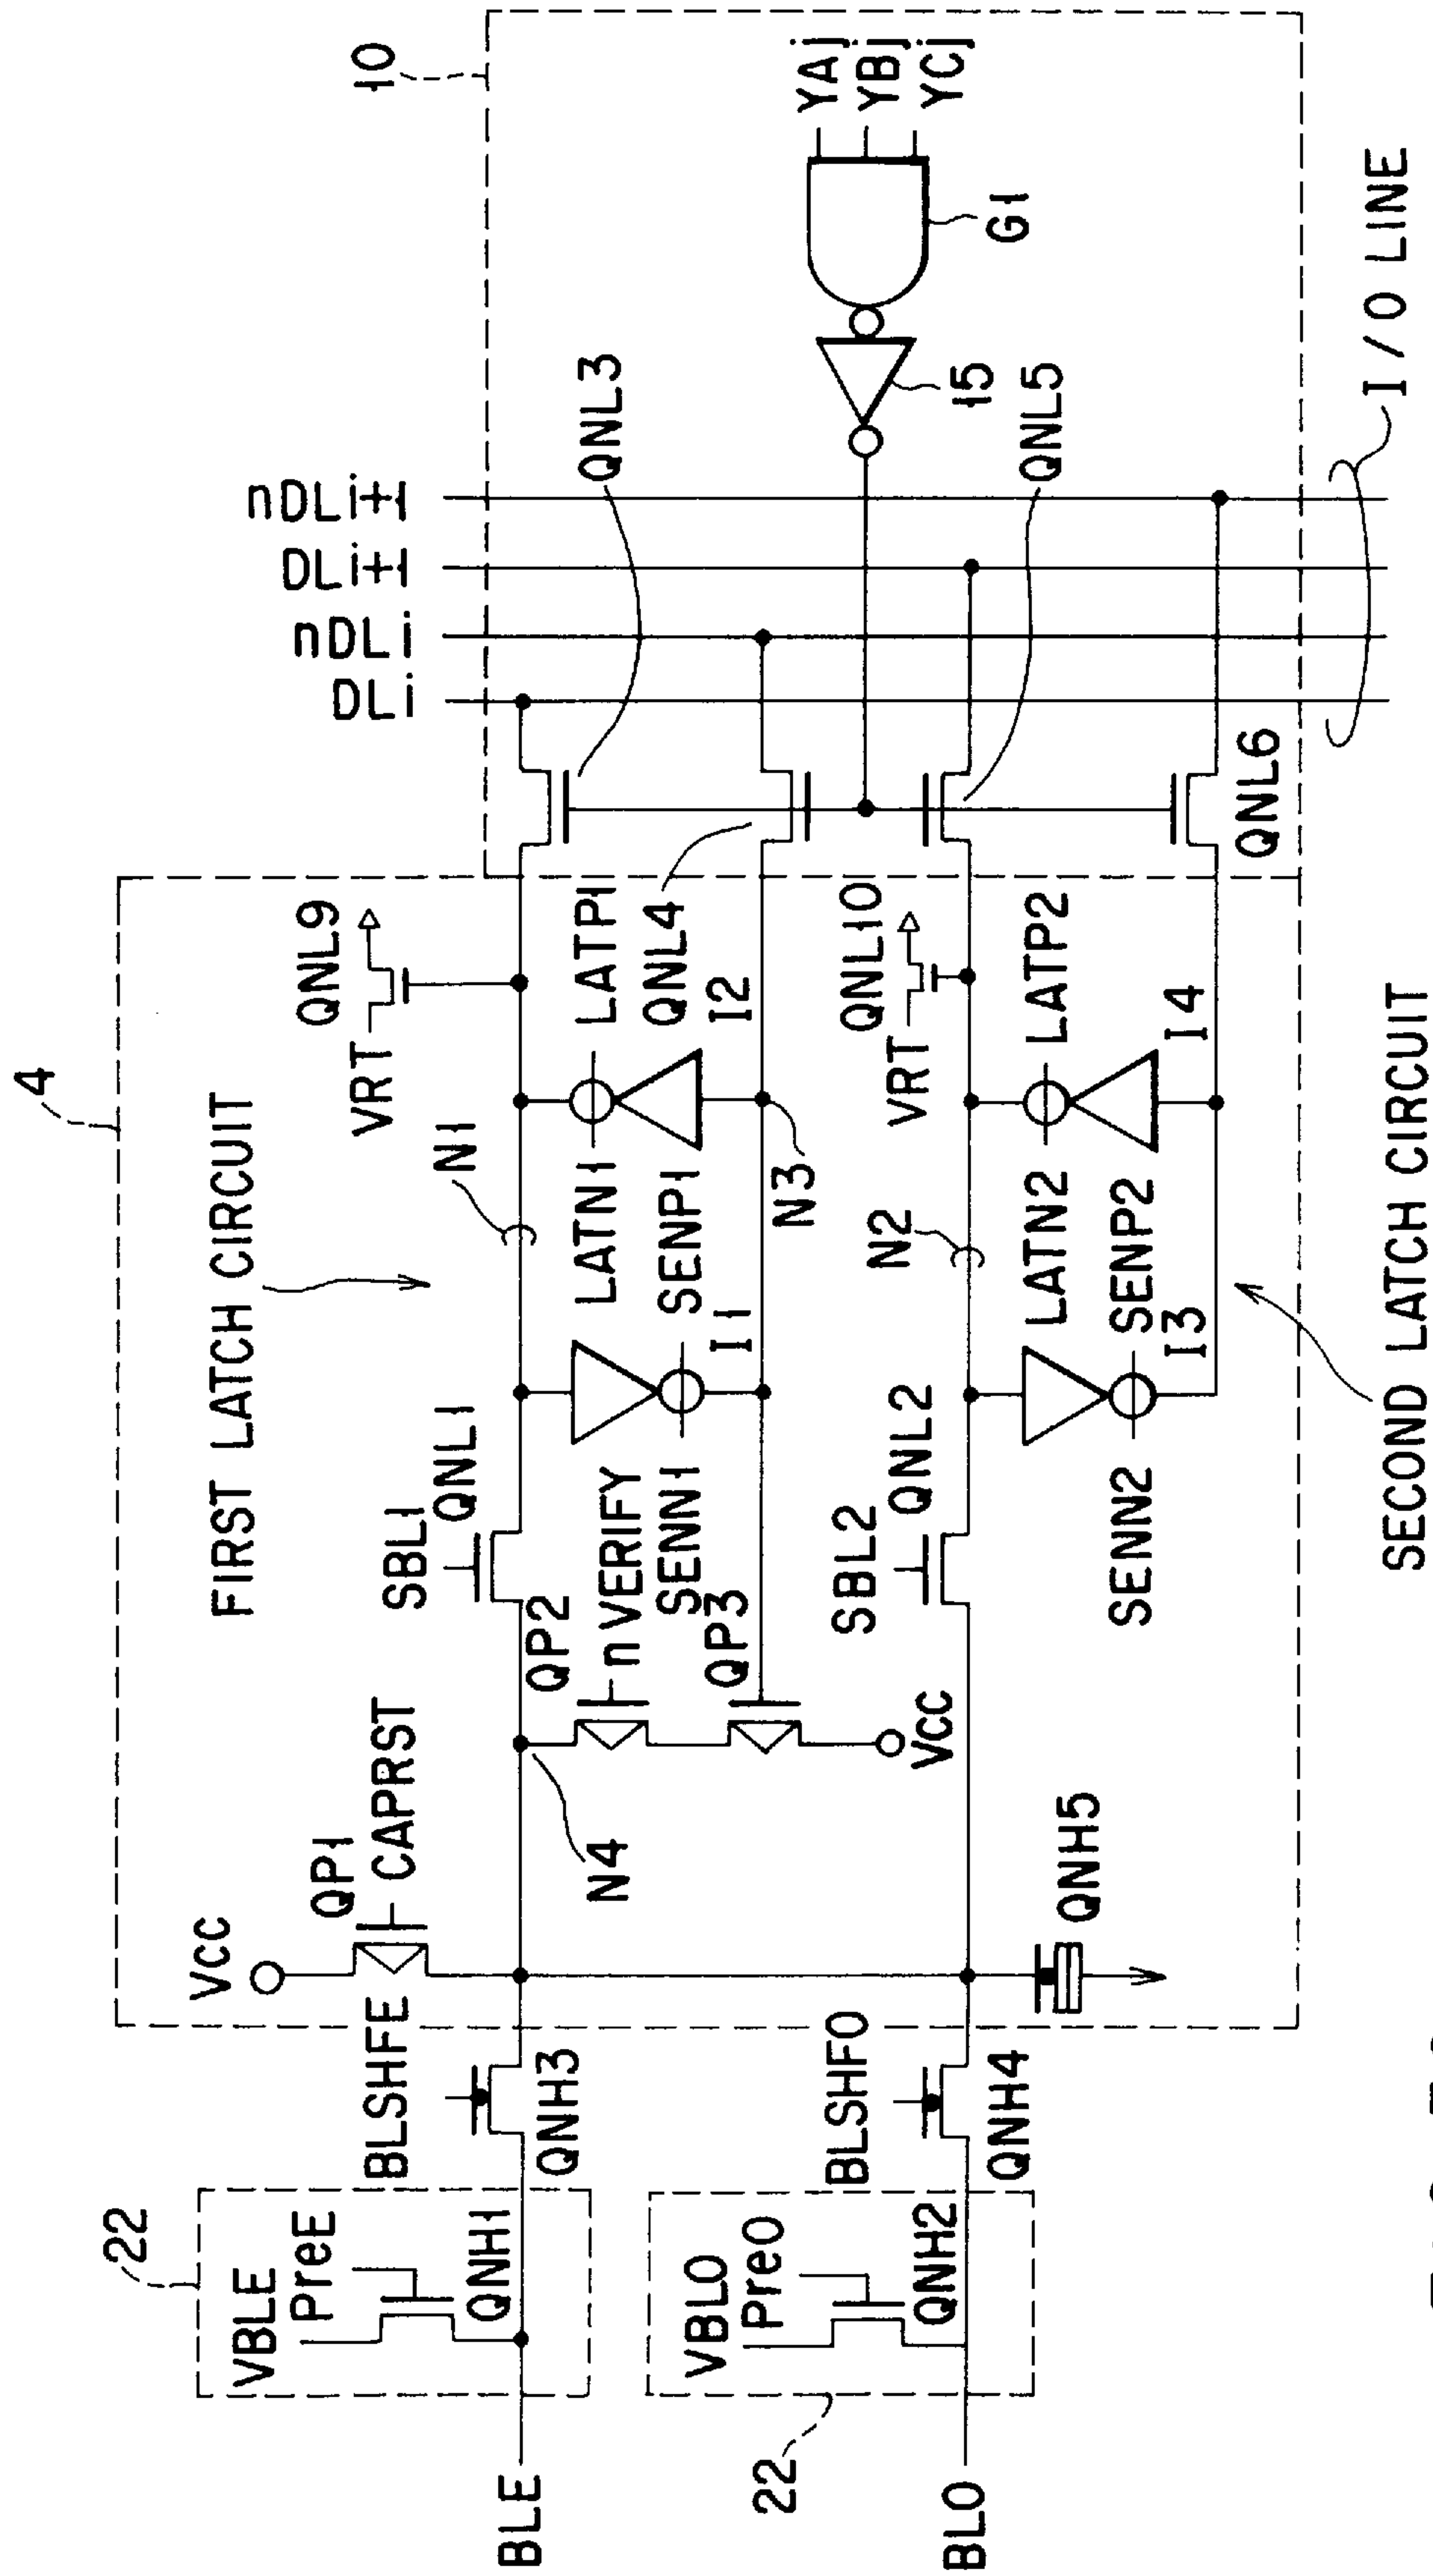 10
nDLi+1
DLi+1
nDLi
DLi
QNL3
YAj
YBj
YCj
G1
I5
QNL5
I/O LINE
4
FIRST LATCH CIRCUIT
QNL9
VRT
N1
LATP1
QNL4
I2
LATN1
SENP1
I1
N3
QNL10
VRT
N2
LATP2
I4
LATN2
SENP2
I3
QNL6
SBL1
QNL1
QP2
nVERIFY
SENN1
QP3
Vcc
SBL2
QNL2
SENN2
SECOND LATCH CIRCUIT
Vcc
QP1
CAPRST
N4
QNH5
BLSHFE
QNH3
BLSHFO
QNH4
22
VBLE
PreE
QNH1
22
VBLO
PreO
QNH2
BLE
BLO